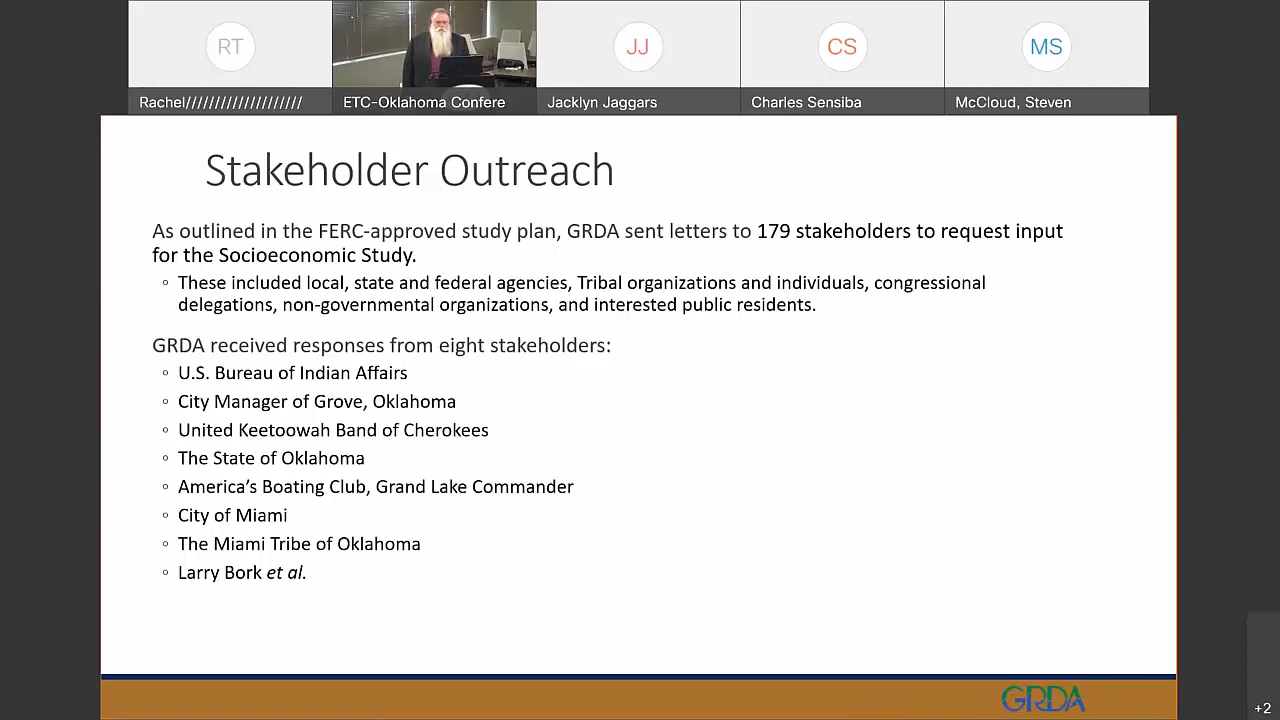 RT
JJ
CS
MS
Rachel////////////////////
ETC-Oklahoma Confere
Jacklyn Jaggars
Charles Sensiba
McCloud, Steven
Stakeholder Outreach
As outlined in the FERC-approved study plan, GRDA sent letters to 179 stakeholders to request input
for the Socioeconomic Study.
◦ These included local, state and federal agencies, Tribal organizations and individuals, congressional
delegations, non-governmental organizations, and interested public residents.
GRDA received responses from eight stakeholders:
◦ U.S. Bureau of Indian Affairs
◦ City Manager of Grove, Oklahoma
◦ United Keetoowah Band of Cherokees
◦ The State of Oklahoma
◦ America’s Boating Club, Grand Lake Commander
◦ City of Miami
◦ The Miami Tribe of Oklahoma
◦ Larry Bork et al.
GRDA
+2